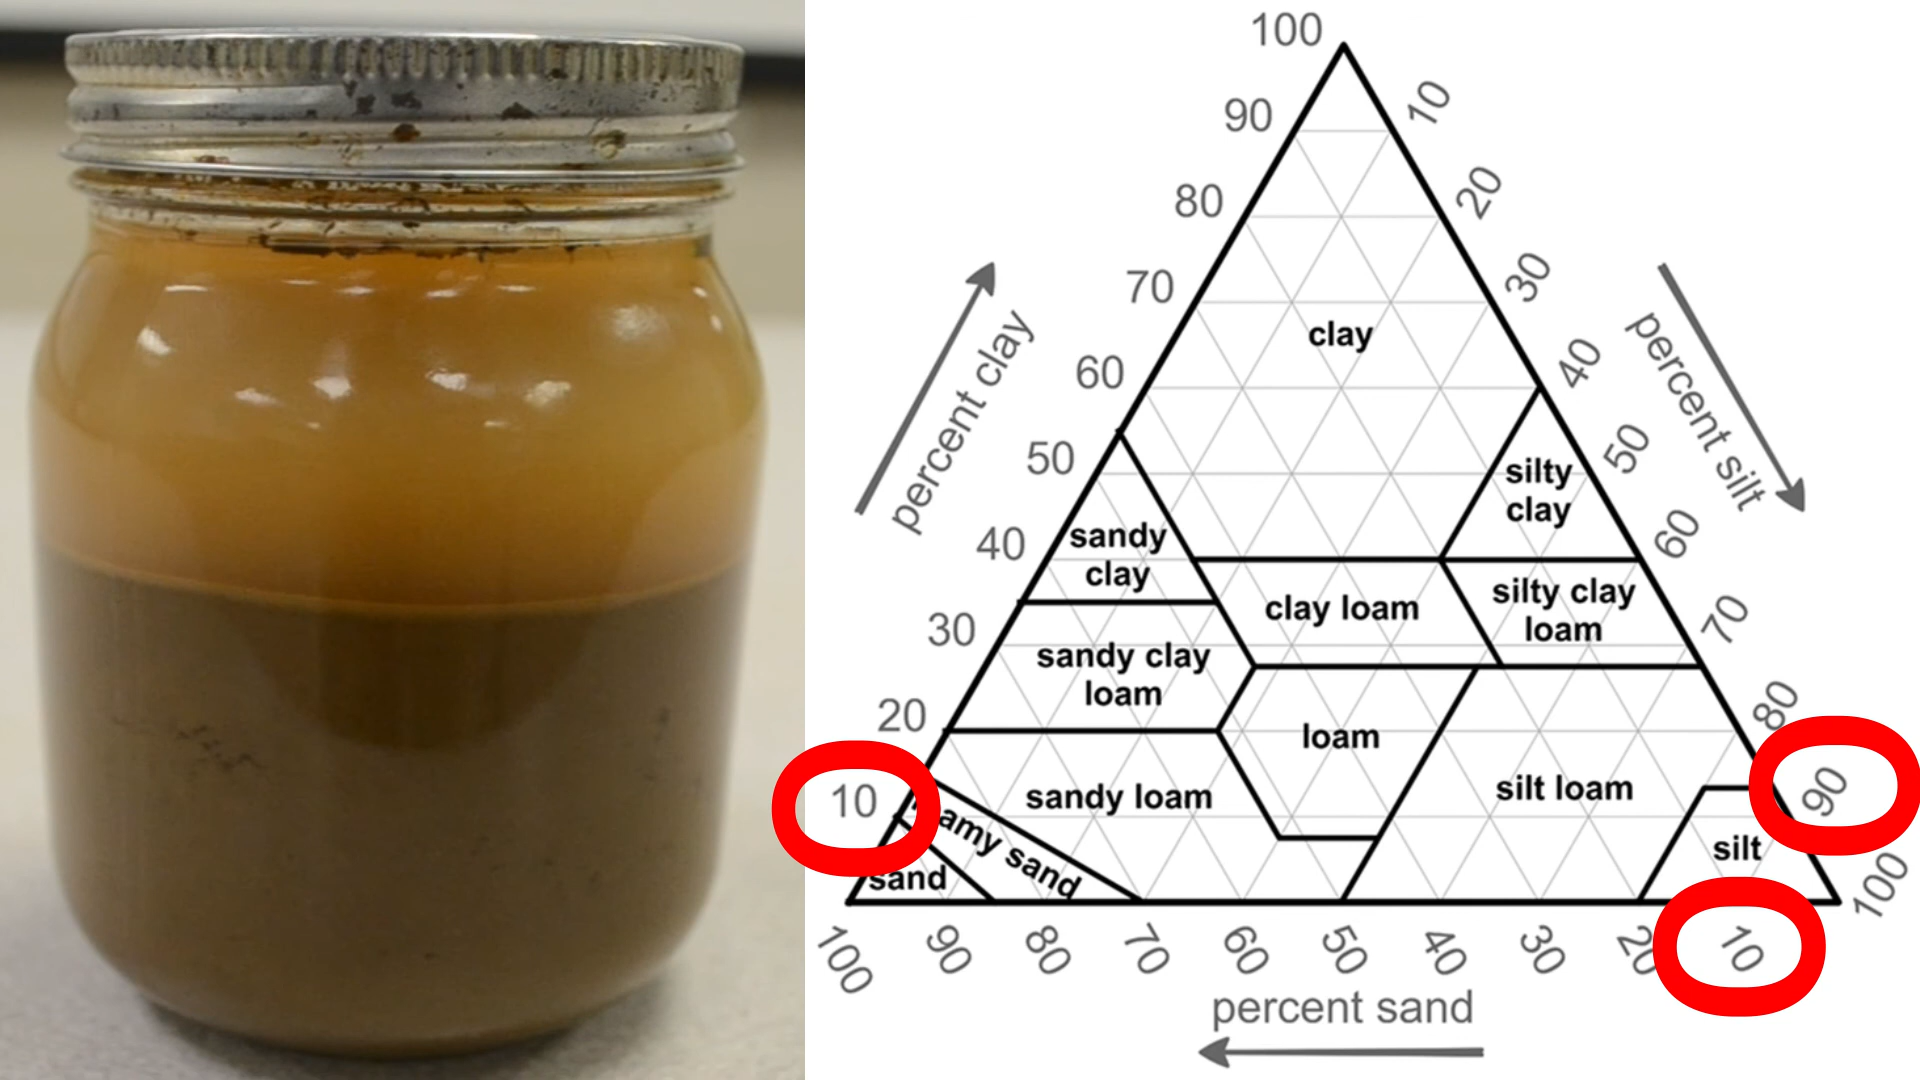 100
90
80
70
60
50
40
30
20
10
10
20
30
40
50
60
70
80
90
100
100
90
80
70
60
50
40
30
20
10
percent clay
percent silt
percent sand
clay
silty
clay
sandy
clay
clay loam
silty clay
loam
sandy clay
loam
loam
sandy loam
silt loam
sand
silt
sand